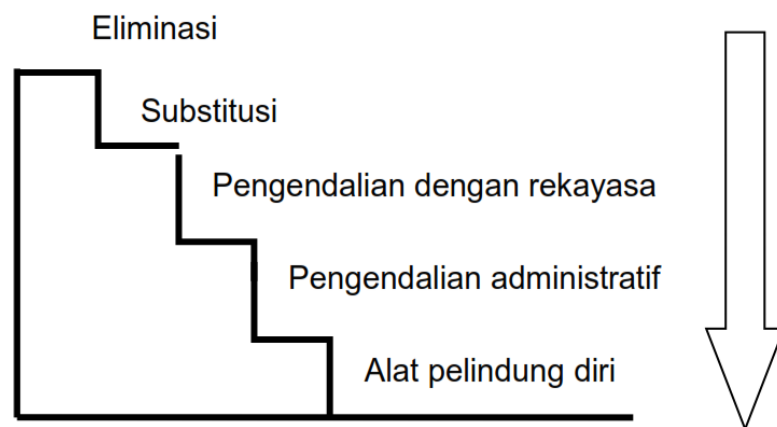 Eliminasi
Substitusi
Pengendalian dengan rekayasa
Pengendalian administratif
Alat pelindung diri